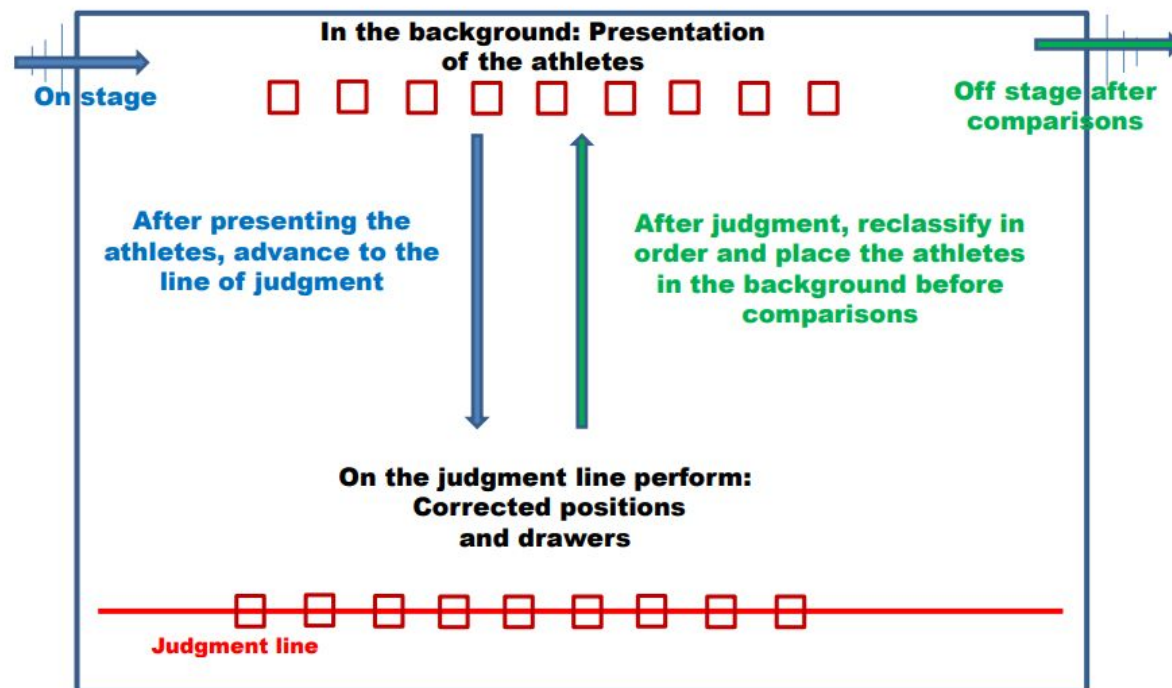 In the background: Presentation
of the athletes
On stage
Off stage after
comparisons
After presenting the
athletes, advance to the
line of judgment
After judgment, reclassify in
order and place the athletes
in the background before
comparisons
On the judgment line perform:
Corrected positions
and drawers
Judgment line